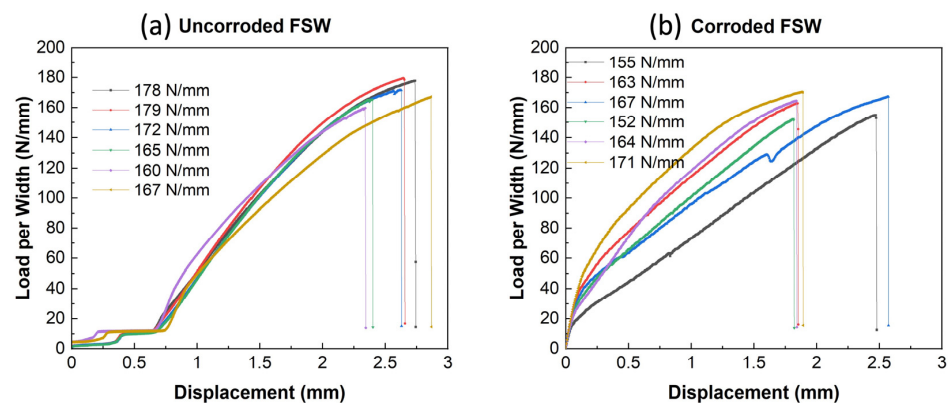 (a) Uncorroded FSW
200
180
160
140
120
100
80
60
40
20
0
Load per Width (N/mm)
178 N/mm
179 N/mm
172 N/mm
165 N/mm
160 N/mm
167 N/mm
0 0.5 1 1.5 2 2.5 3
Displacement (mm)
(b) Corroded FSW
200
180
160
140
120
100
80
60
40
20
0
Load per Width (N/mm)
155 N/mm
163 N/mm
167 N/mm
152 N/mm
164 N/mm
171 N/mm
0 0.5 1 1.5 2 2.5 3
Displacement (mm)